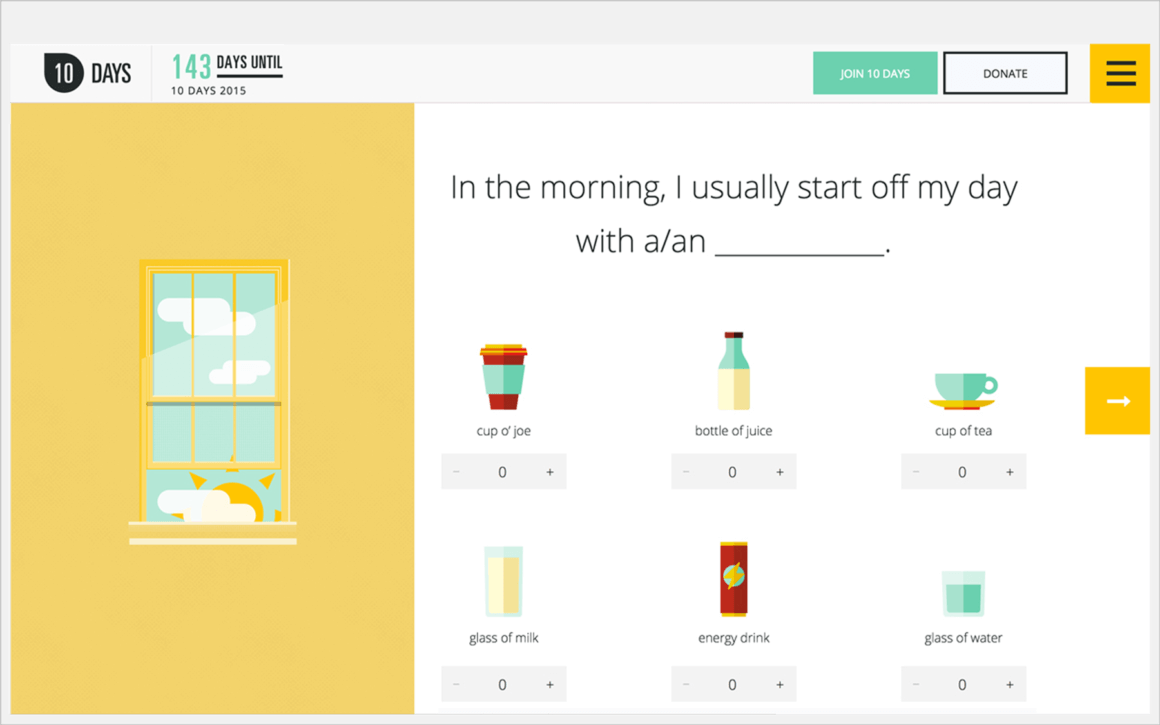 10 DAYS
143 DAYS UNTIL
10 DAYS 2015
JOIN 10 DAYS
DONATE
In the morning, I usually start off my day
with a/an ____________.
cup o’ joe
bottle of juice
cup of tea
− 0 +
− 0 +
− 0 +
glass of milk
energy drink
glass of water
− 0 +
− 0 +
− 0 +